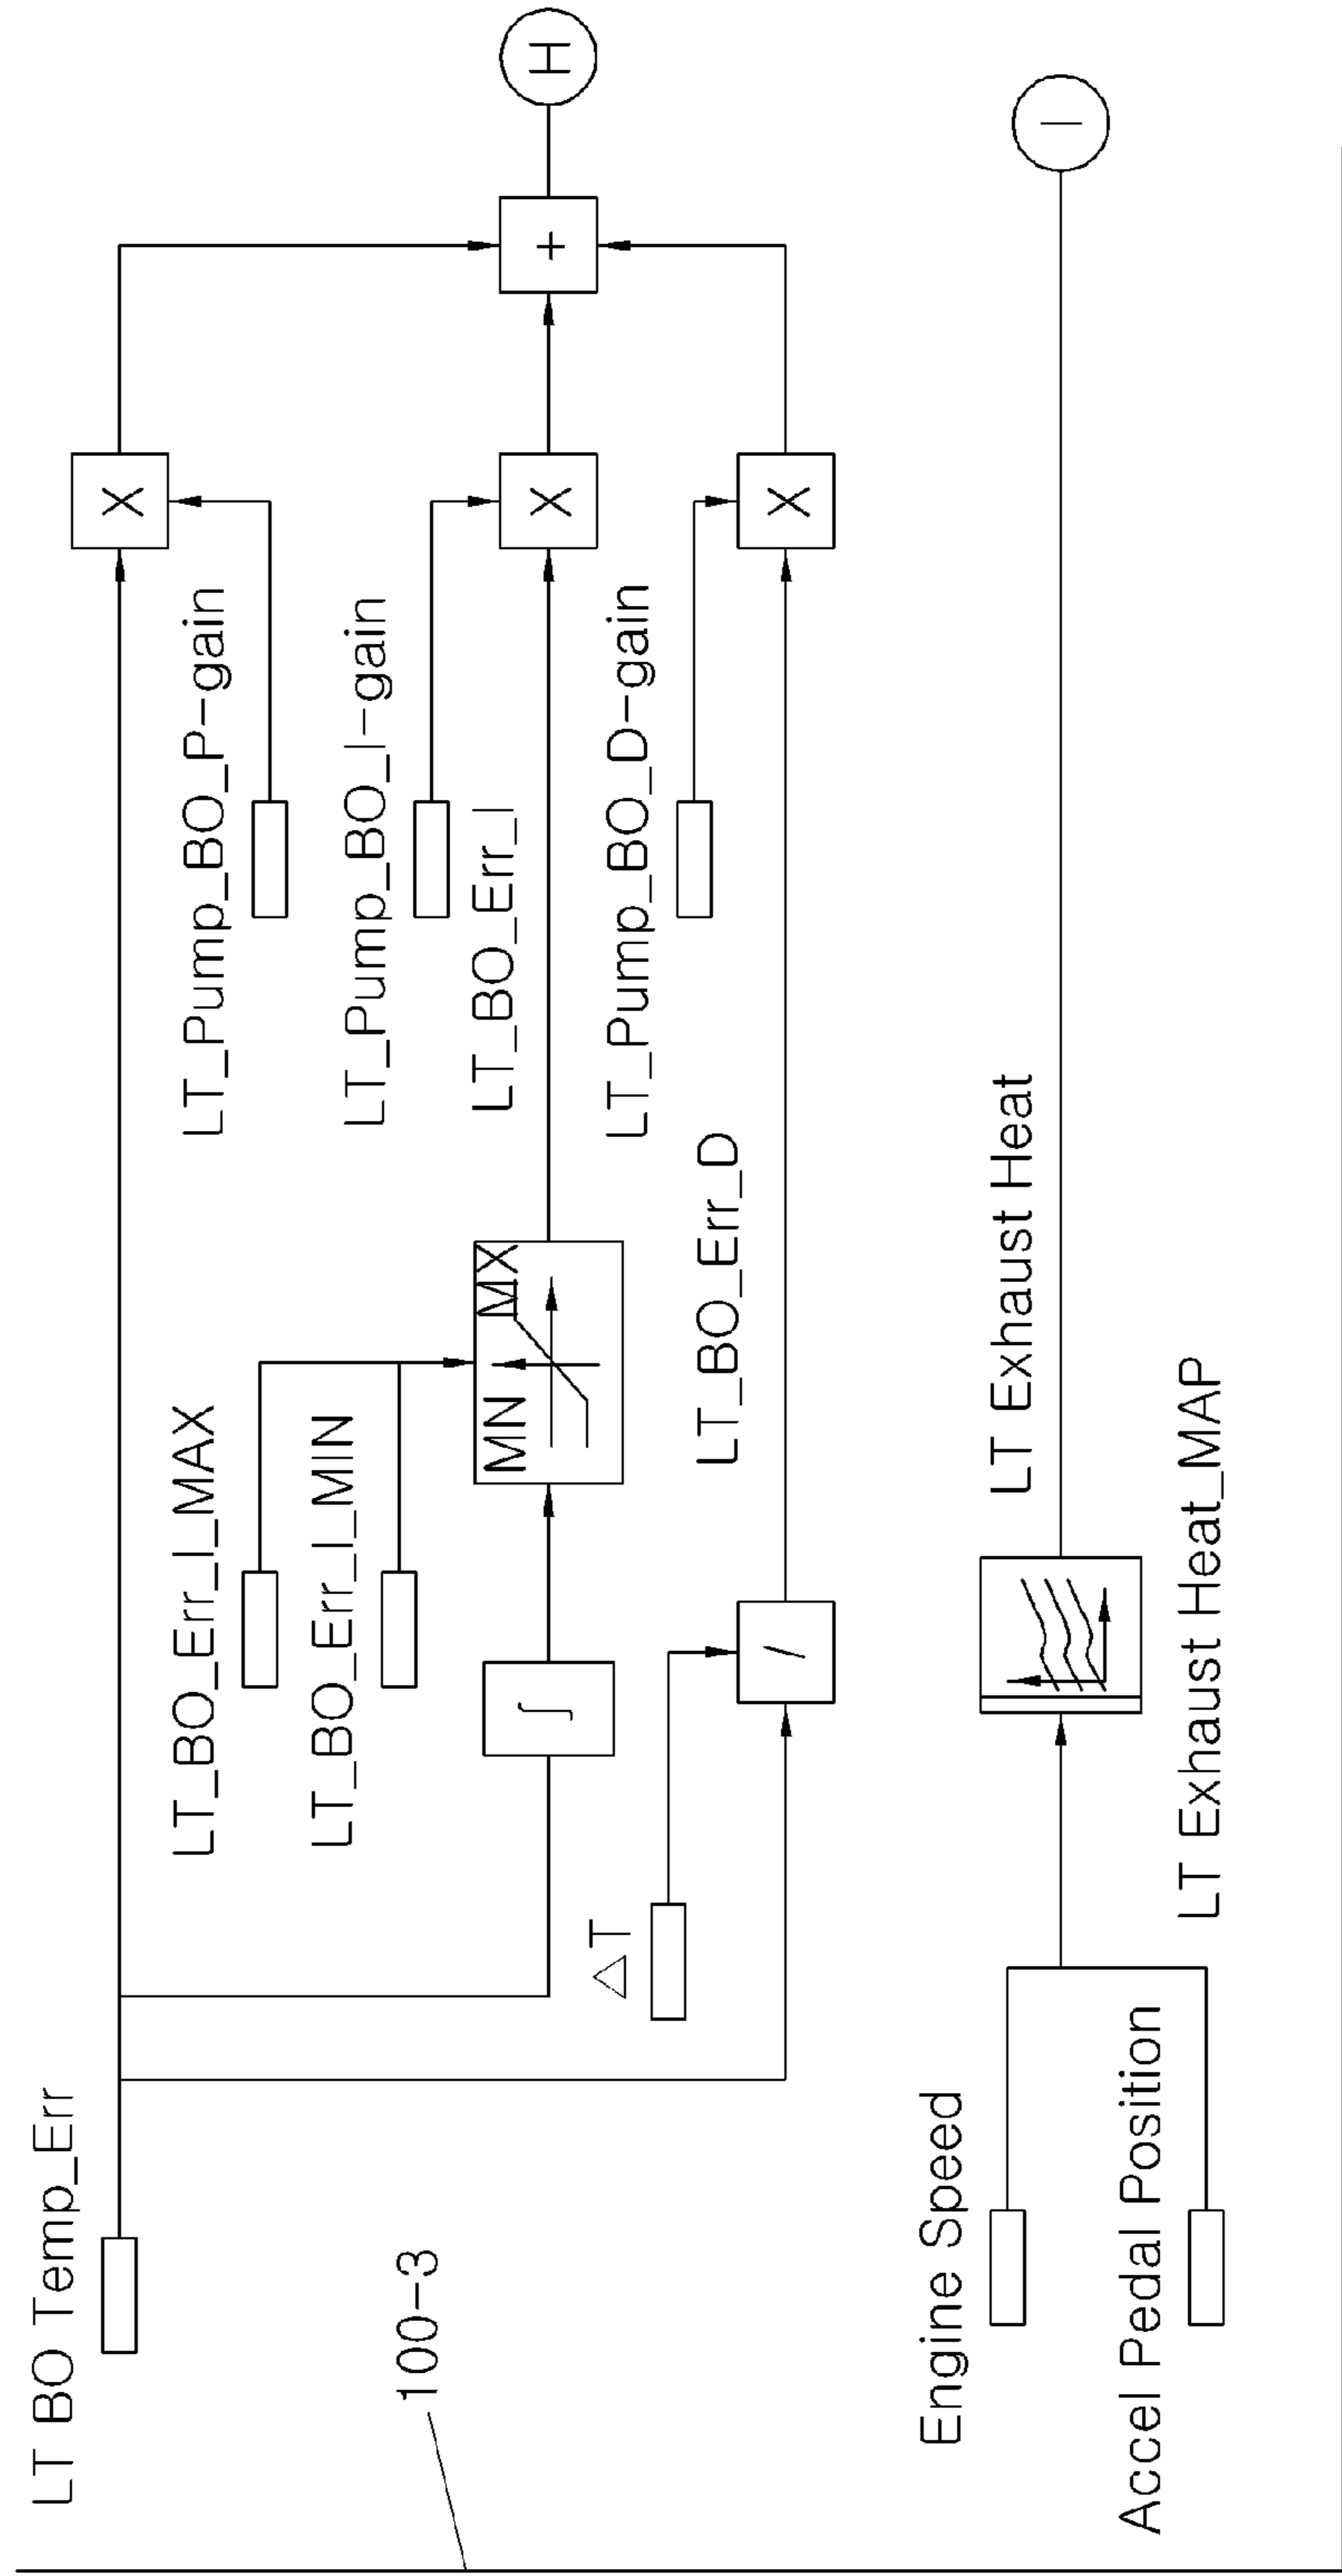 LT BO Temp_Err
LT_Pump_BO_P-gain
X
LT_BO_Err_I_MAX
LT_BO_Err_I_MIN
LT_Pump_BO_I-gain
MN
MX
LT_BO_Err_I
∫
X
+
H
△T
LT_Pump_BO_D-gain
LT_BO_Err_D
/
X
100-3
Engine Speed
LT Exhaust Heat
I
Accel Pedal Position
LT Exhaust Heat_MAP